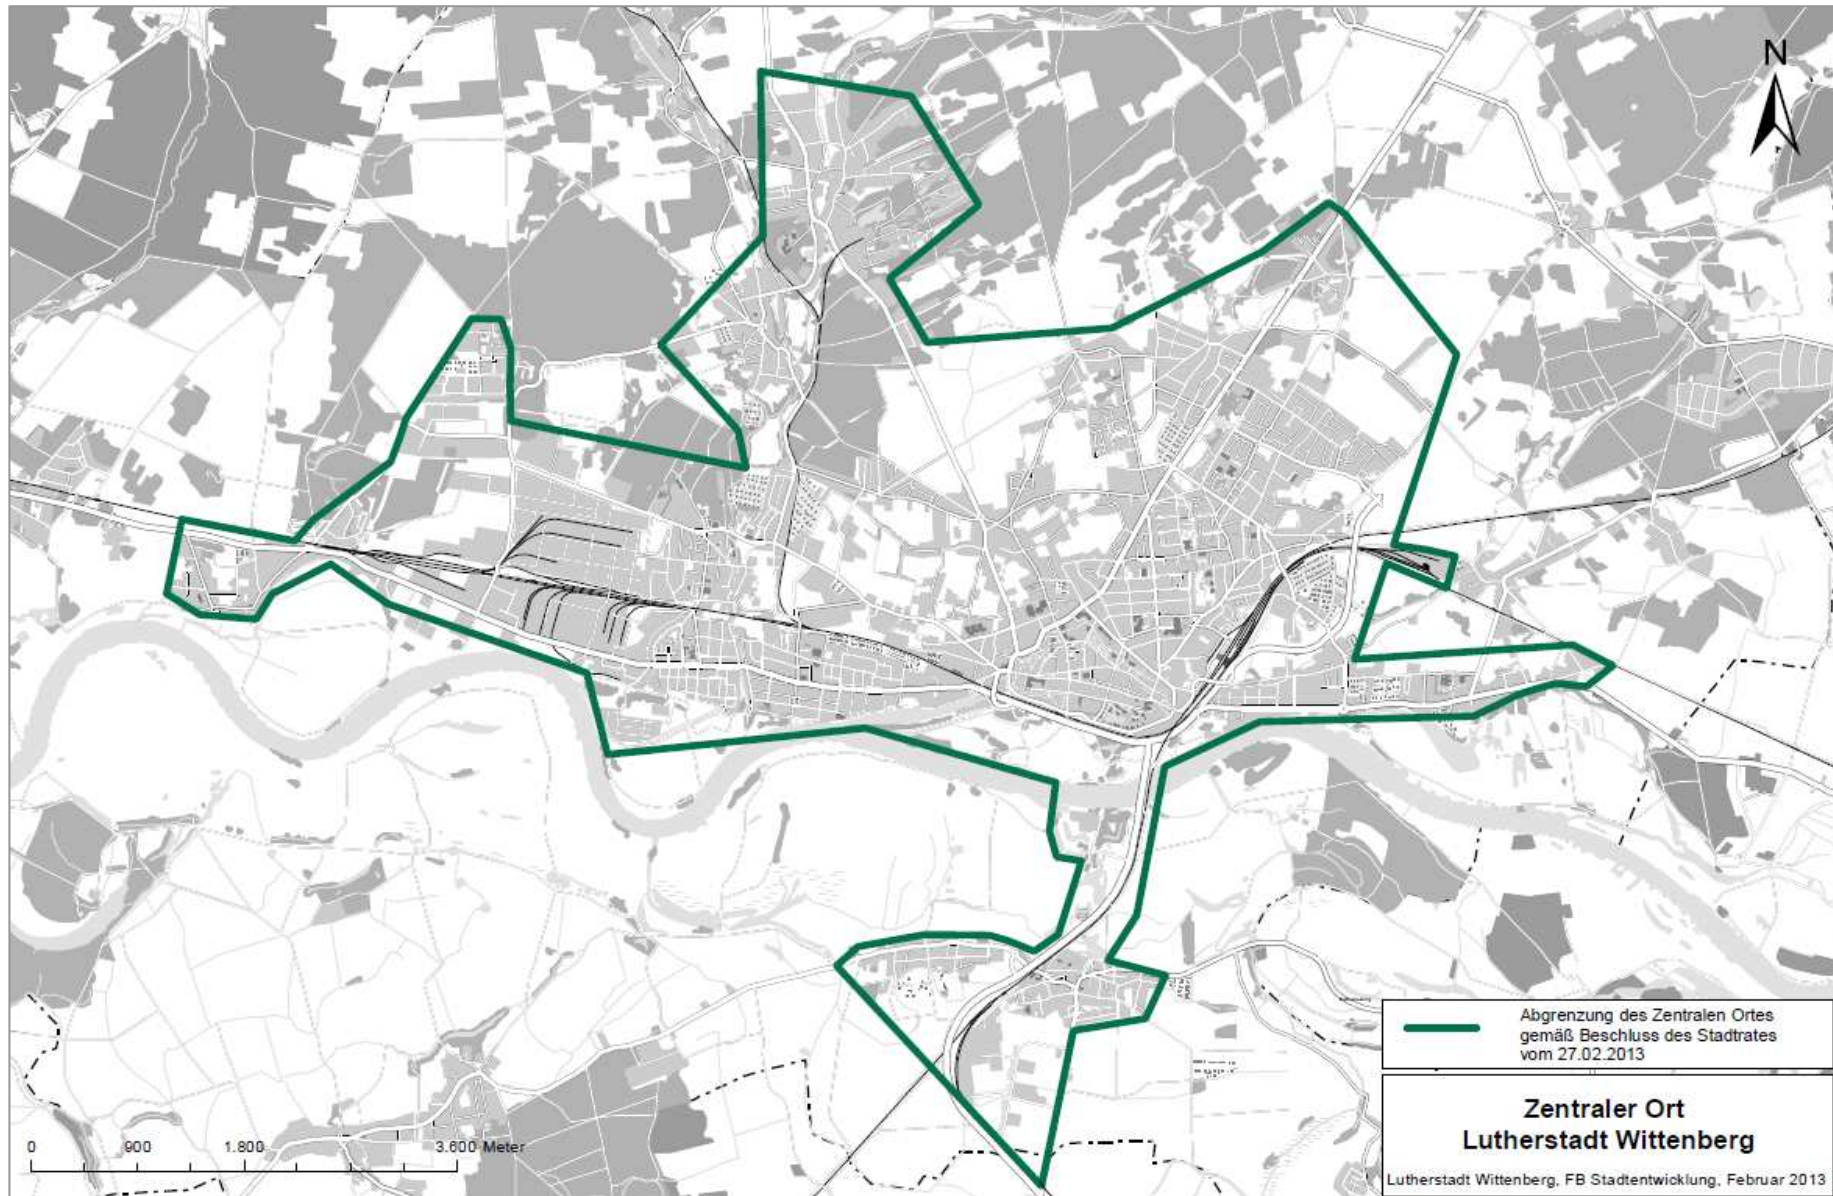 N
Abgrenzung des Zentralen Ortes
gemäß Beschluss des Stadtrates
vom 27.02.2013
Zentraler Ort
Lutherstadt Wittenberg
Lutherstadt Wittenberg, FB Stadtentwicklung, Februar 2013
0 900 1.800 3.600 Meter